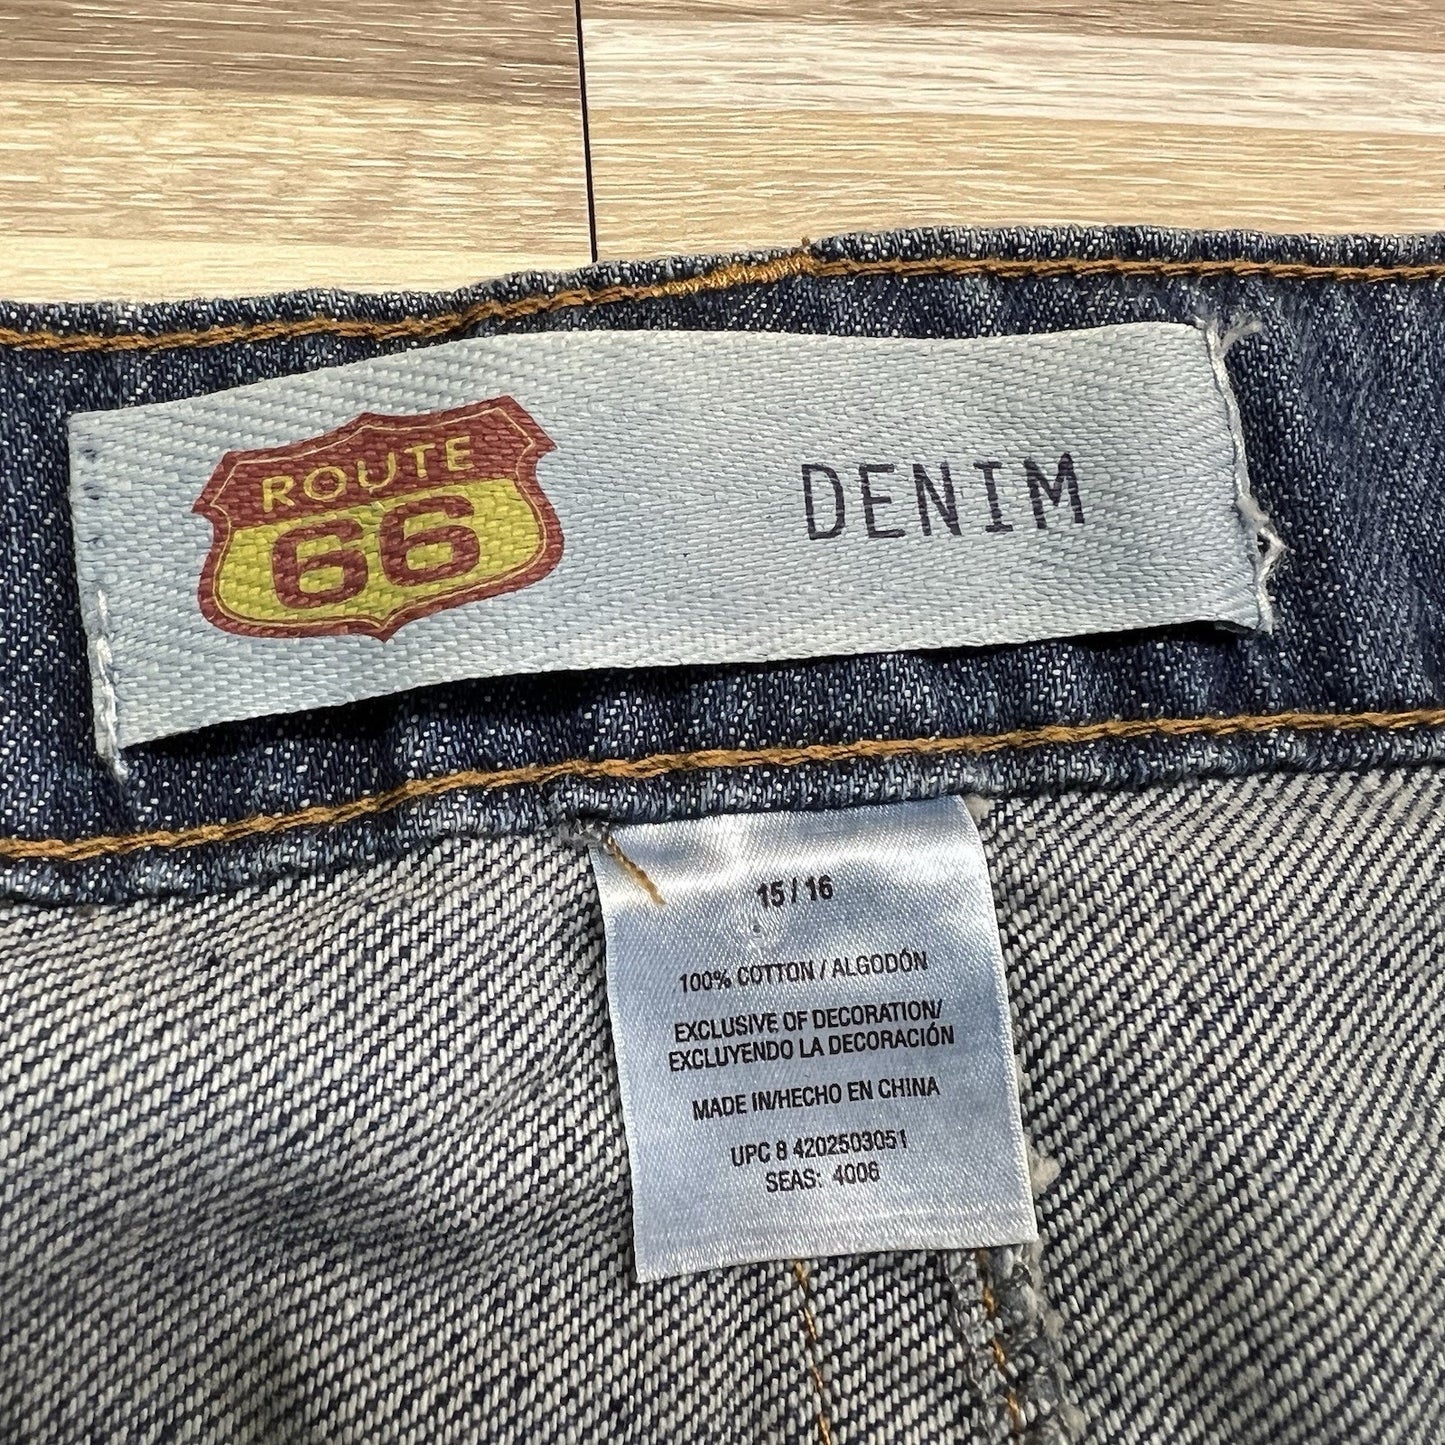 ROUTE
66
DENIM
15 / 16
100% COTTON / ALGODÓN
EXCLUSIVE OF DECORATION/
EXCLUYENDO LA DECORACIÓN
MADE IN/HECHO EN CHINA
UPC 8 4202503051
SEAS: 4006